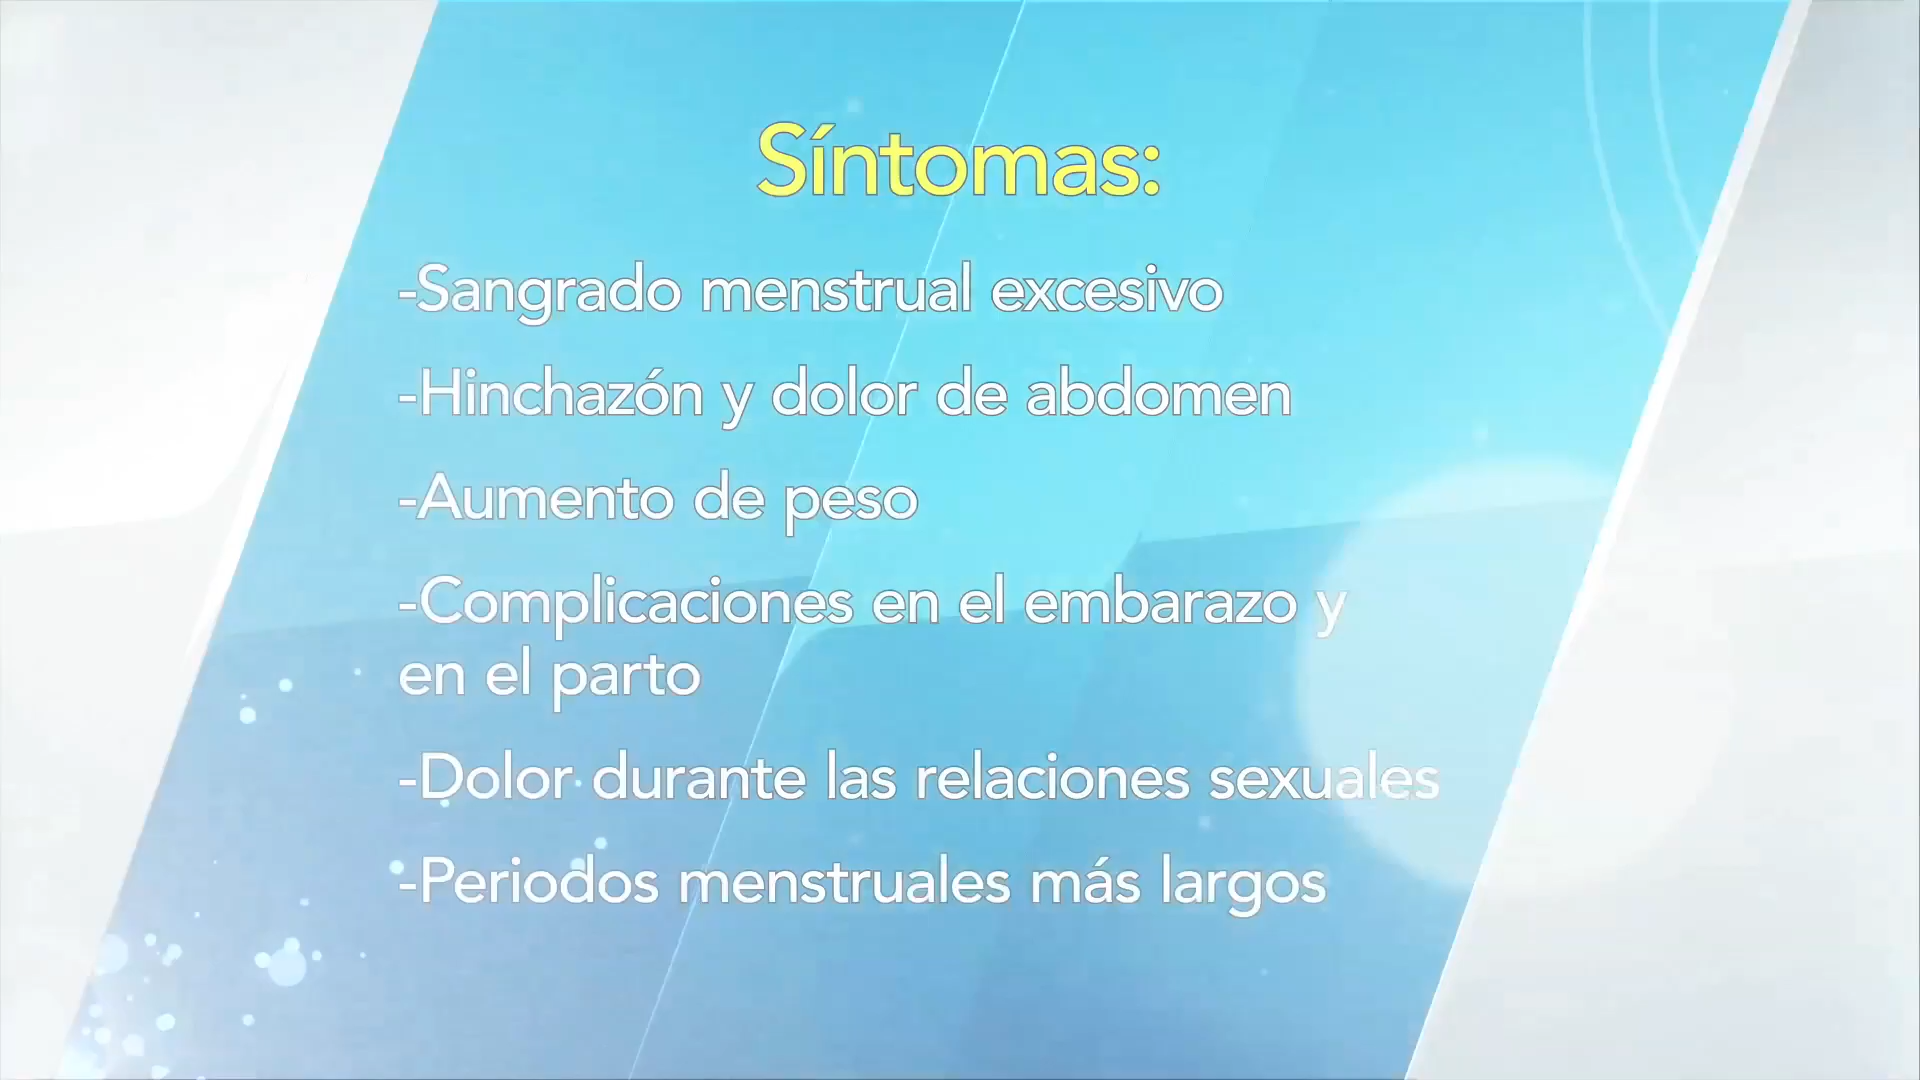 Síntomas:
-Sangrado menstrual excesivo
-Hinchazón y dolor de abdomen
-Aumento de peso
-Complicaciones en el embarazo y
en el parto
-Dolor durante las relaciones sexuales
-Periodos menstruales más largos